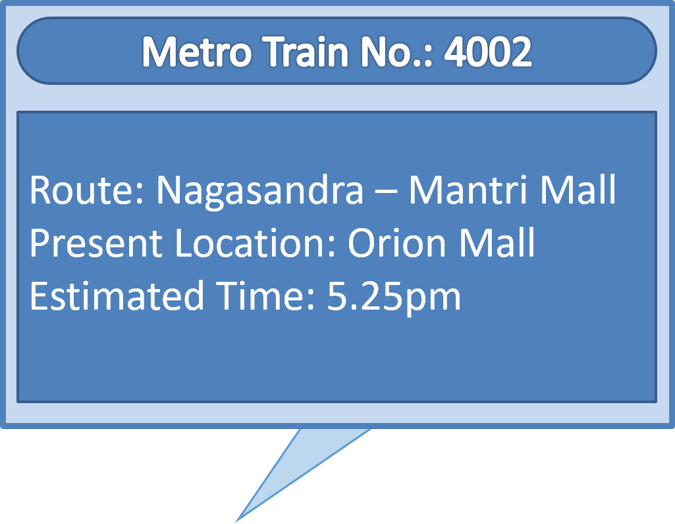 Metro Train No.: 4002
Route: Nagasandra – Mantri Mall
Present Location: Orion Mall
Estimated Time: 5.25pm